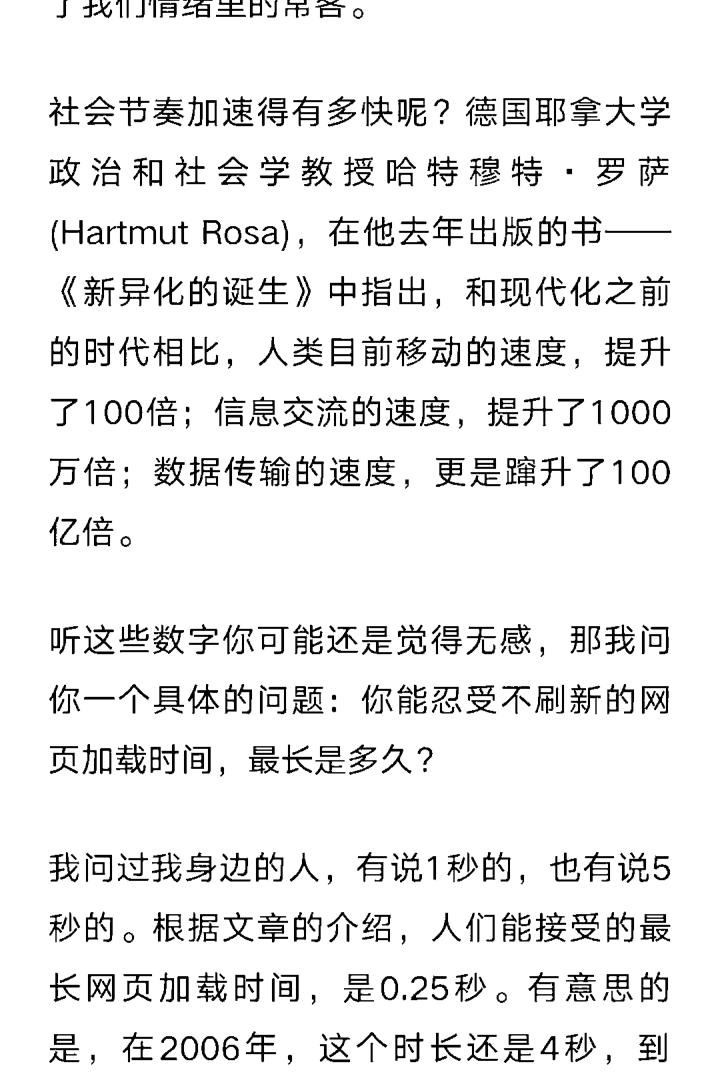 了我们情绪里的常客。
社会节奏加速得有多快呢？德国耶拿大学
政治和社会学教授哈特穆特·罗萨
(Hartmut Rosa)，在他去年出版的书——
《新异化的诞生》中指出，和现代化之前
的时代相比，人类目前移动的速度，提升
了100倍；信息交流的速度，提升了1000
万倍；数据传输的速度，更是蹿升了100
亿倍。
听这些数字你可能还是觉得无感，那我问
你一个具体的问题：你能忍受不刷新的网
页加载时间，最长是多久？
我问过我身边的人，有说1秒的，也有说5
秒的。根据文章的介绍，人们能接受的最
长网页加载时间，是0.25秒。有意思的
是，在2006年，这个时长还是4秒，到